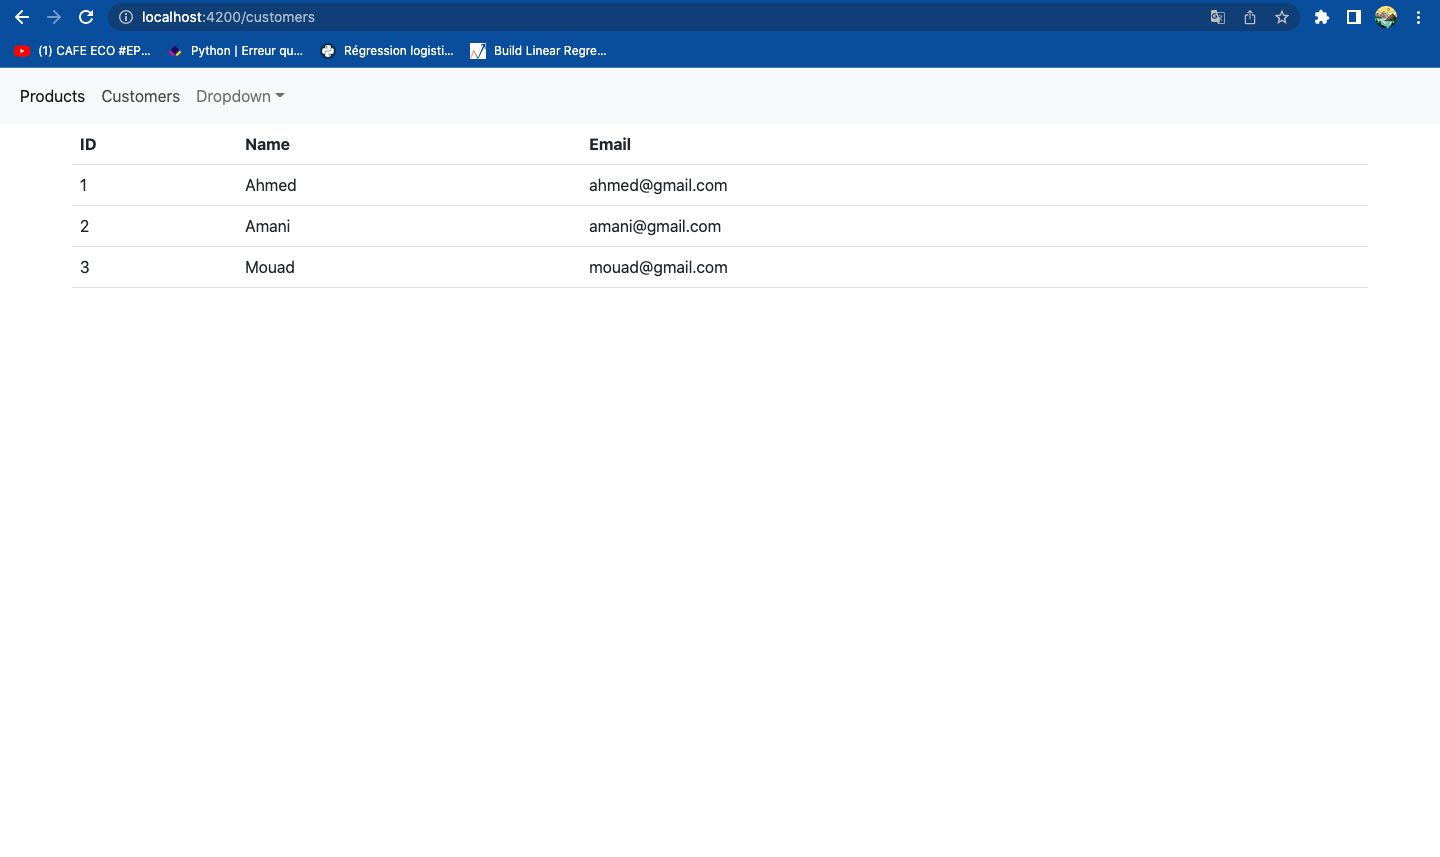 localhost:4200/customers
(1) CAFE ECO #EP... Python | Erreur qu... Régression logisti... Build Linear Regre...
Products Customers Dropdown
ID Name Email
1 Ahmed ahmed@gmail.com
2 Amani amani@gmail.com
3 Mouad mouad@gmail.com